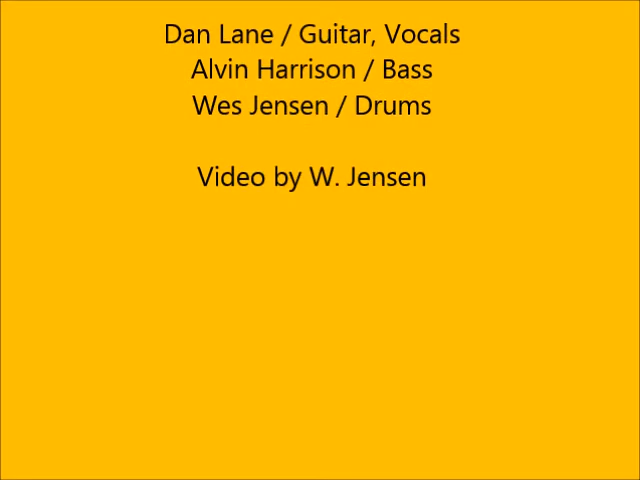 Dan Lane / Guitar, Vocals
Alvin Harrison / Bass
Wes Jensen / Drums
Video by W. Jensen